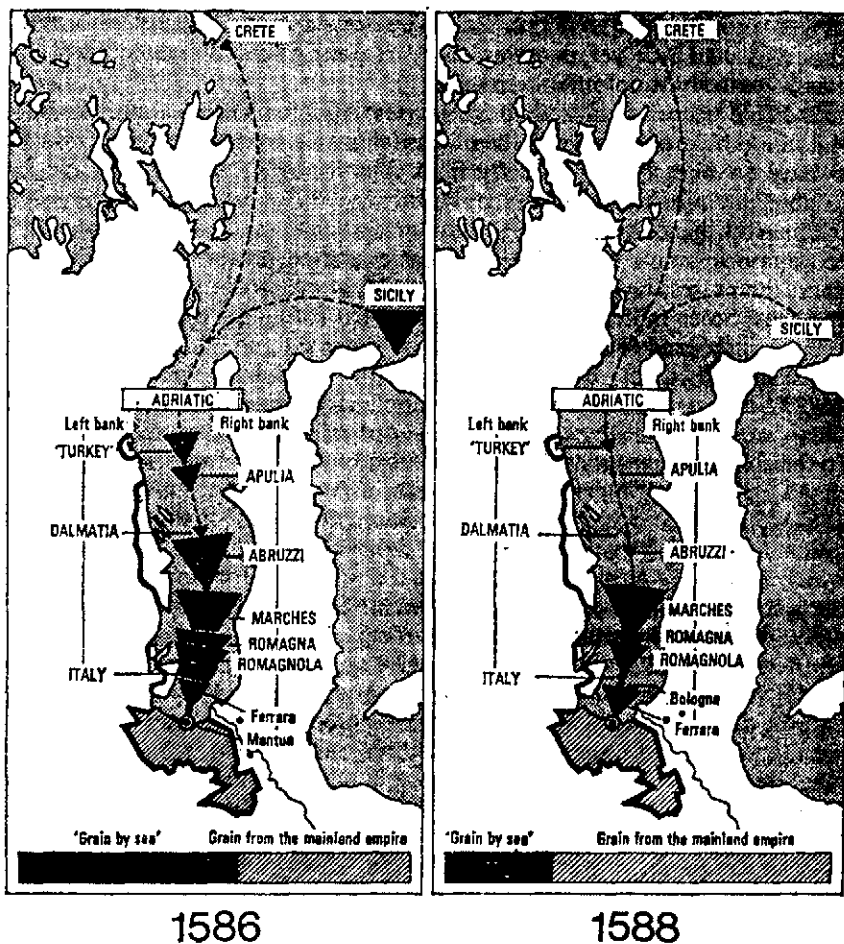 CRETE
SICILY
ADRIATIC
Left bank
Right bank
"TURKEY"
APULIA
DALMATIA
ABRUZZI
MARCHES
ROMAGNA
ROMAGNOLA
ITALY
Ferrara
Mantua
"Grain by sea"
Grain from the mainland empire
1586
CRETE
SICILY
ADRIATIC
Left bank
Right bank
"TURKEY"
APULIA
DALMATIA
ABRUZZI
MARCHES
ROMAGNA
ROMAGNOLA
ITALY
Bologna
Ferrara
"Grain by sea"
Grain from the mainland empire
1588